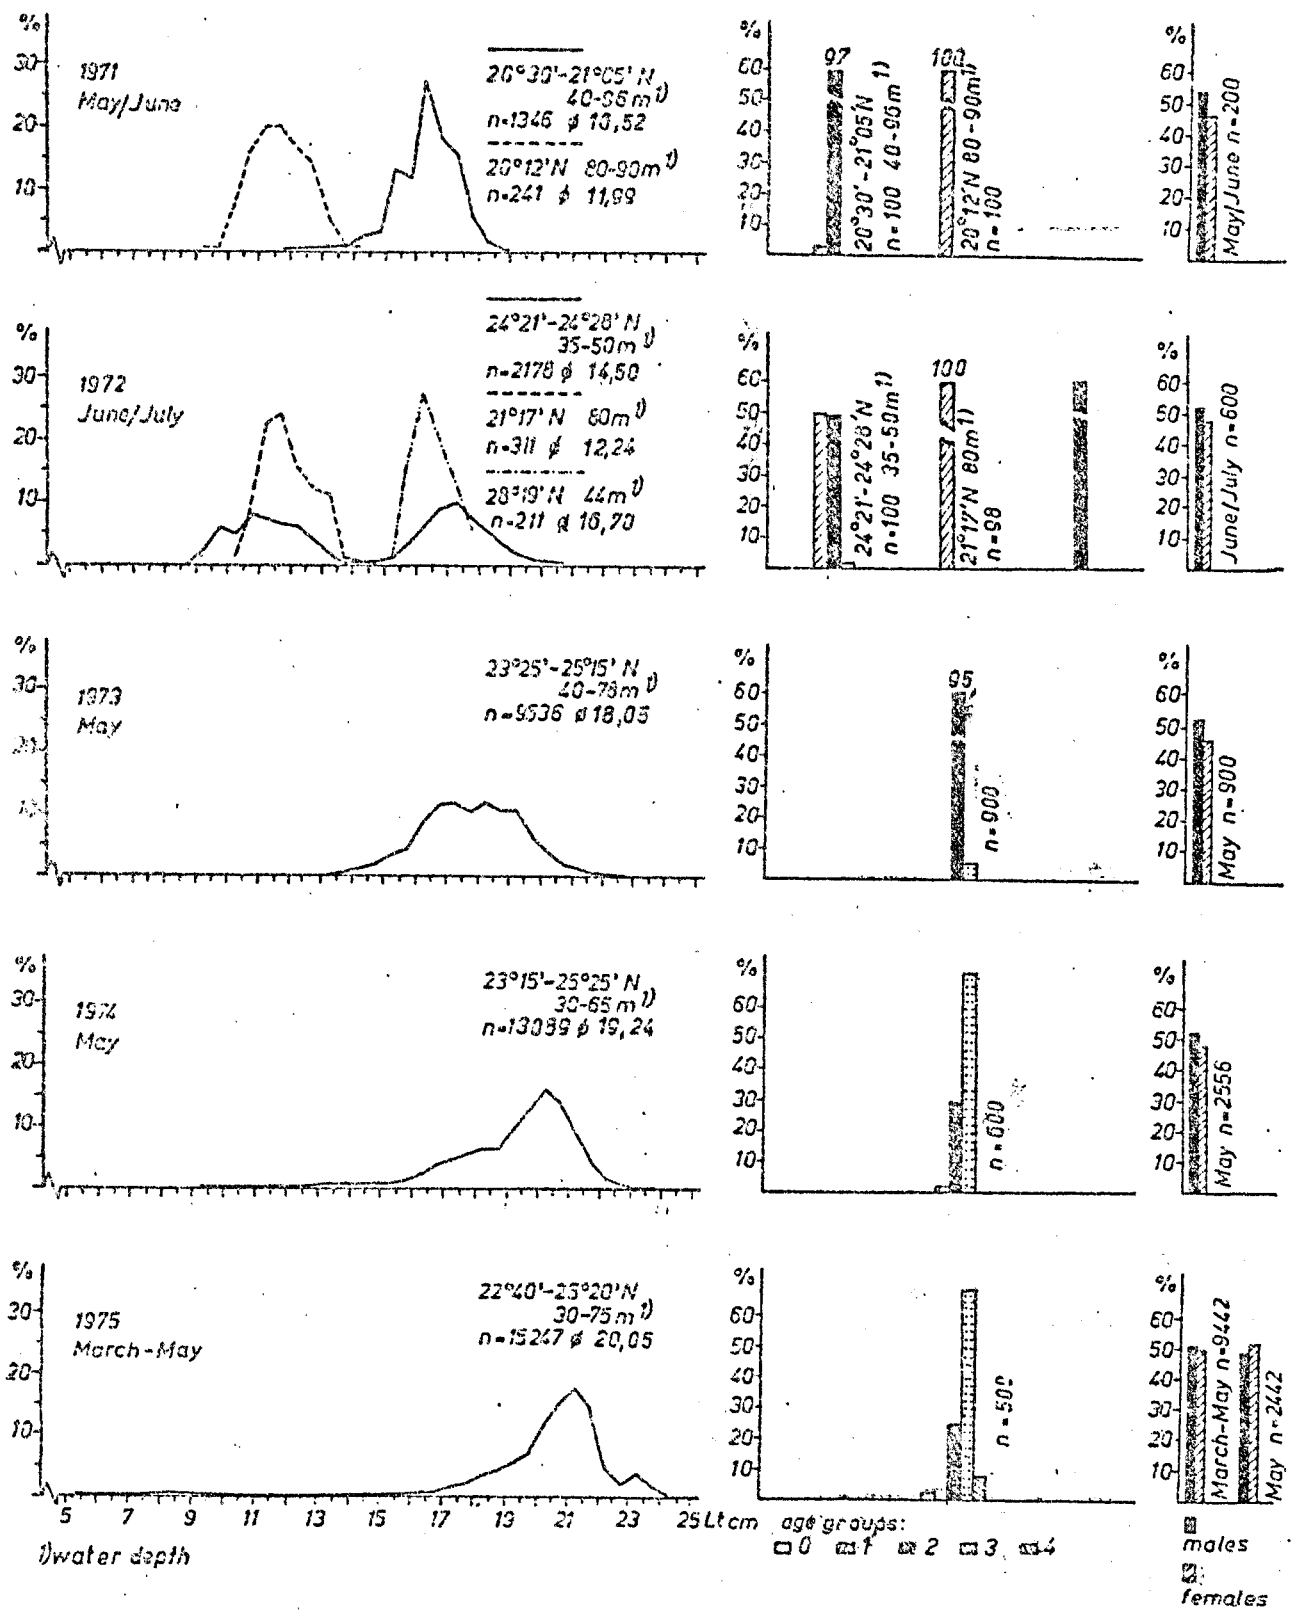 %
30
20
10
1971
May/June
20°30'-21°05' N
40-96m 1)
n=1346 ϕ 16,52
20°12'N 80-90m 1)
n=241 ϕ 11,99
%
60
50
40
30
20
10
97
20°30'-21°05'N
n=100 40-96m 1)
100
20°12'N 80-90m 1)
n=100
%
60
50
40
30
20
10
May/June n=200
%
30
20
10
1972
June/July
24°21'-24°28' N
35-50m 1)
n=2178 ϕ 14,50
21°17' N 80m 1)
n=311 ϕ 12,24
28°19' N 44m 1)
n=211 ϕ 16,70
%
60
50
40
30
20
10
24°21'-24°28'N
n=100 35-50m 1)
100
21°17'N 80m 1)
n=98
%
60
50
40
30
20
10
June/July n=600
%
30
20
10
1973
May
23°25'-25°15' N
40-78m 1)
n=9536 ϕ 18,05
%
60
50
40
30
20
10
95
n=900
%
60
50
40
30
20
10
May n=900
%
30
20
10
1974
May
23°15'-25°25' N
30-65m 1)
n=13089 ϕ 19,24
%
60
50
40
30
20
10
n=600
%
60
50
40
30
20
10
May n=2556
%
30
20
10
1975
March-May
22°40'-25°20'N
30-75m 1)
n=15247 ϕ 20,05
%
60
50
40
30
20
10
n=500
%
60
50
40
30
20
10
March-May n=9442
May n=2442
5 7 9 11 13 15 17 19 21 23 25 Lt cm
age groups:
0 1 2 3 4
males
females
1) water depth